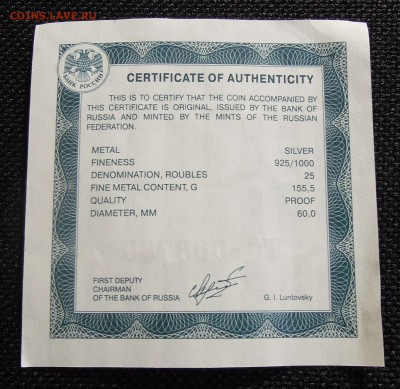 COINS.LAVE.RU
БАНК РОССИИ
CERTIFICATE OF AUTHENTICITY
THIS IS TO CERTIFY THAT THE COIN ACCOMPANIED BY
THIS CERTIFICATE IS ORIGINAL, ISSUED BY THE BANK OF
RUSSIA AND MINTED BY THE MINTS OF THE RUSSIAN
FEDERATION.
METAL SILVER
FINENESS 925/1000
DENOMINATION, ROUBLES 25
FINE METAL CONTENT, G 155,5
QUALITY PROOF
DIAMETER, MM 60,0
FIRST DEPUTY
CHAIRMAN
OF THE BANK OF RUSSIA G. I. Luntovsky